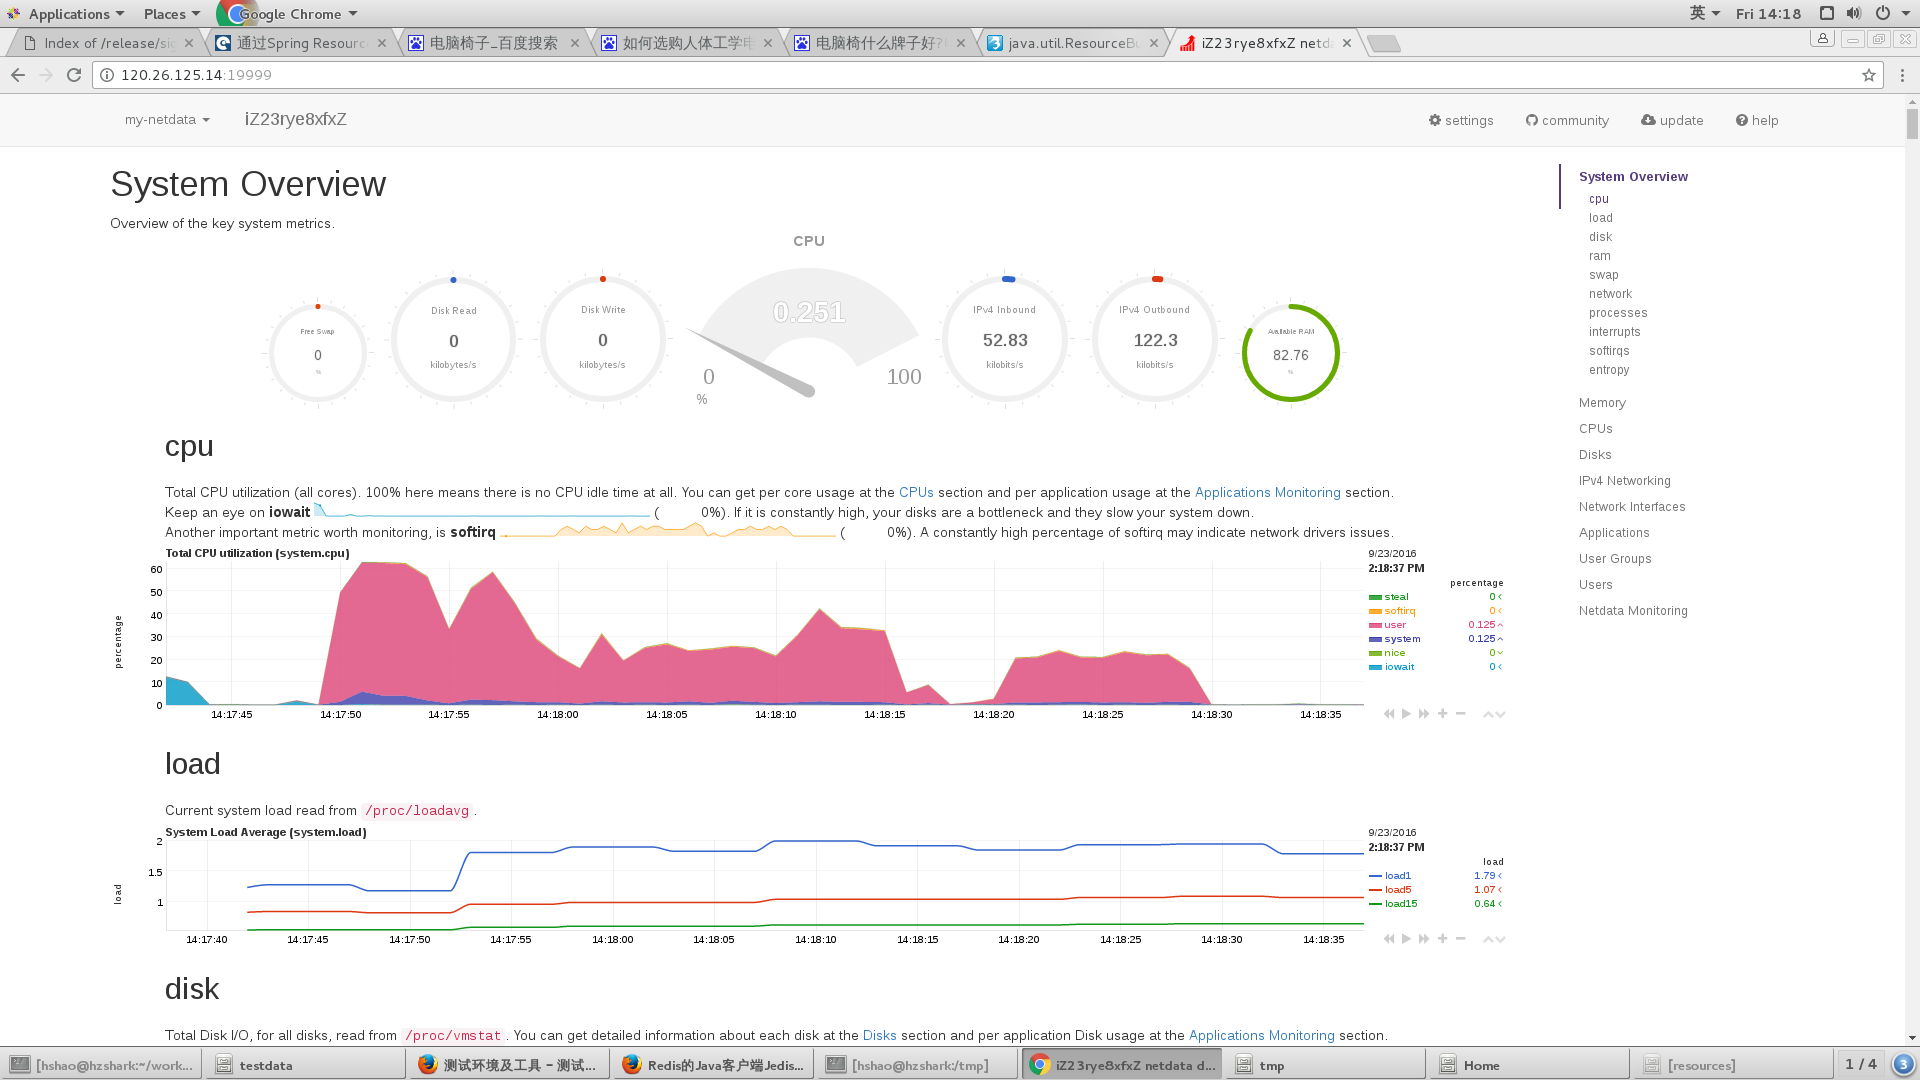 Applications Places Google Chrome 英 Fri 14:18
Index of /release/sig 通过Spring Resourc 电脑椅子_百度搜索 如何选购人体工学电 电脑椅什么牌子好? java.util.ResourceBu iZ23rye8xfxZ netda
120.26.125.14:19999
my-netdata iZ23rye8xfxZ settings community update help
System Overview
Overview of the key system metrics.
Free Swap
0
%
Disk Read
0
kilobytes/s
Disk Write
0
kilobytes/s
CPU
0.251
0 100
%
IPv4 Inbound
52.83
kilobits/s
IPv4 Outbound
122.3
kilobits/s
Available RAM
82.76
%
cpu
Total CPU utilization (all cores). 100% here means there is no CPU idle time at all. You can get per core usage at the CPUs section and per application usage at the Applications Monitoring section.
Keep an eye on iowait ( 0%). If it is constantly high, your disks are a bottleneck and they slow your system down.
Another important metric worth monitoring, is softirq ( 0%). A constantly high percentage of softirq may indicate network drivers issues.
Total CPU utilization (system.cpu)
percentage
60
50
40
30
20
10
0
14:17:45 14:17:50 14:17:55 14:18:00 14:18:05 14:18:10 14:18:15 14:18:20 14:18:25 14:18:30 14:18:35
9/23/2016
2:18:37 PM
percentage
steal 0
softirq 0
user 0.125
system 0.125
nice 0
iowait 0
load
Current system load read from /proc/loadavg.
System Load Average (system.load)
load
2
1.5
1
14:17:40 14:17:45 14:17:50 14:17:55 14:18:00 14:18:05 14:18:10 14:18:15 14:18:20 14:18:25 14:18:30 14:18:35
9/23/2016
2:18:37 PM
load
load1 1.79
load5 1.07
load15 0.64
disk
Total Disk I/O, for all disks, read from /proc/vmstat. You can get detailed information about each disk at the Disks section and per application Disk usage at the Applications Monitoring section.
System Overview
cpu
load
disk
ram
swap
network
processes
interrupts
softirqs
entropy
Memory
CPUs
Disks
IPv4 Networking
Network Interfaces
Applications
User Groups
Users
Netdata Monitoring
[hshao@hzshark:~/work... testdata 测试环境及工具 - 测试... Redis的Java客户端Jedis... [hshao@hzshark:/tmp] iZ23rye8xfxZ netdata d... tmp Home [resources] 1 / 4 3